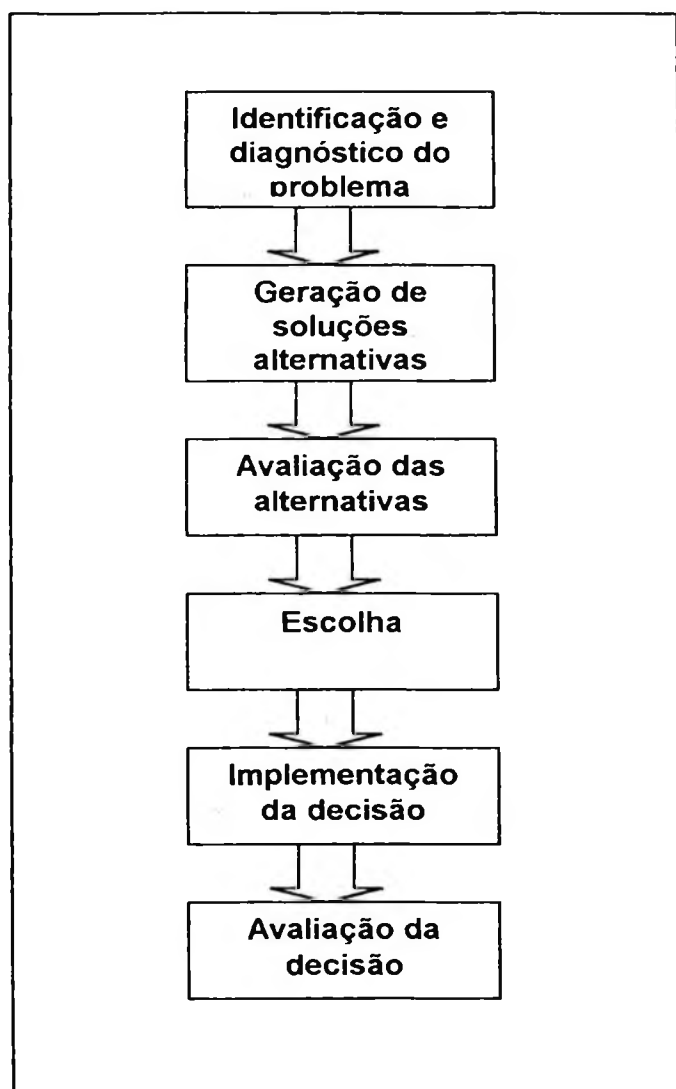 Identificação e
diagnóstico do
problema
Geração de
soluções
alternativas
Avaliação das
alternativas
Escolha
Implementação
da decisão
Avaliação da
decisão